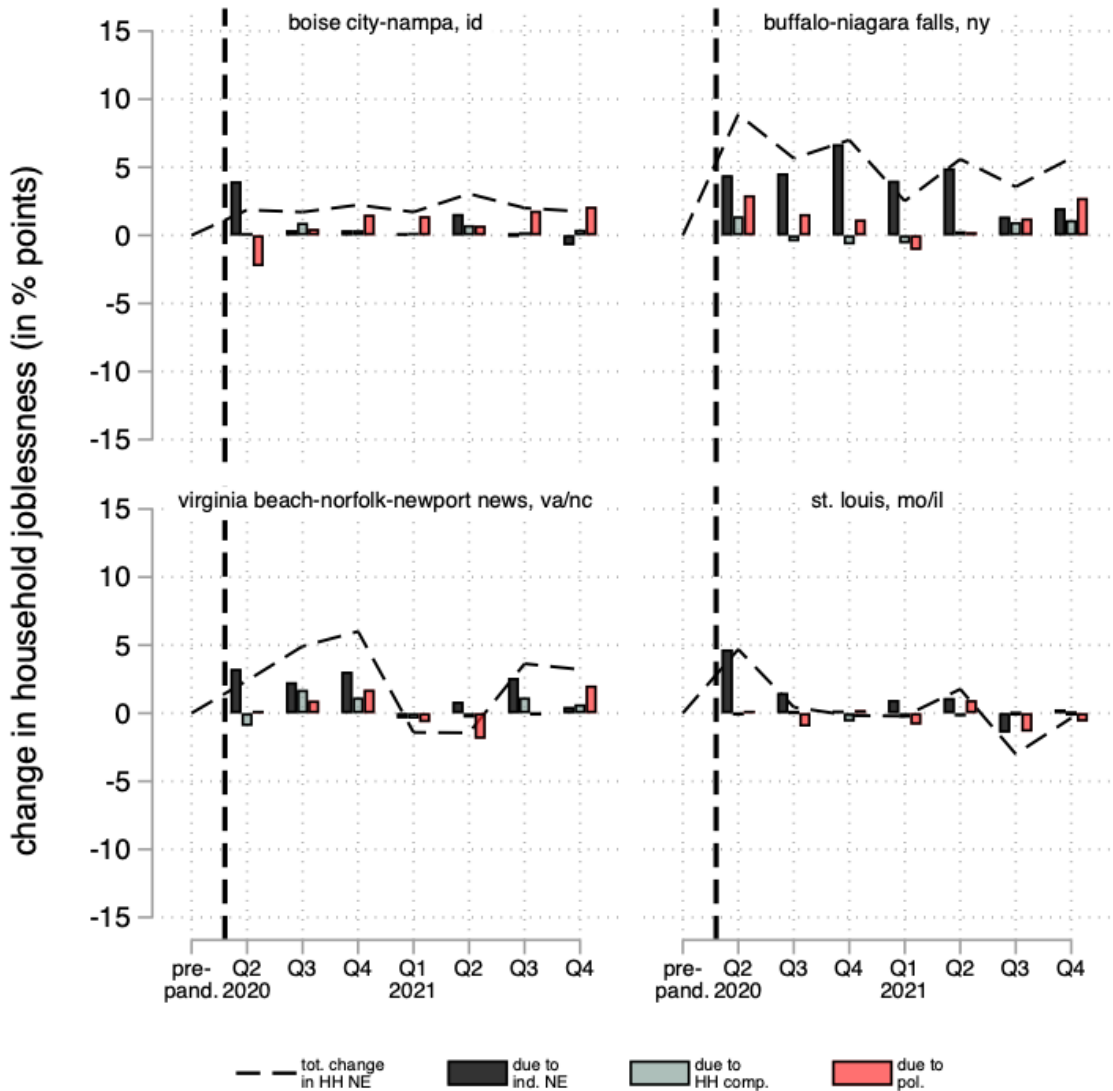 change in household joblessness (in % points)
boise city-nampa, id
15
10
5
0
-5
-10
-15
buffalo-niagara falls, ny
virginia beach-norfolk-newport news, va/nc
15
10
5
0
-5
-10
-15
st. louis, mo/il
pre- Q2 Q3 Q4 Q1 Q2 Q3 Q4
pand. 2020 2021
pre- Q2 Q3 Q4 Q1 Q2 Q3 Q4
pand. 2020 2021
tot. change
in HH NE
due to
ind. NE
due to
HH comp.
due to
pol.